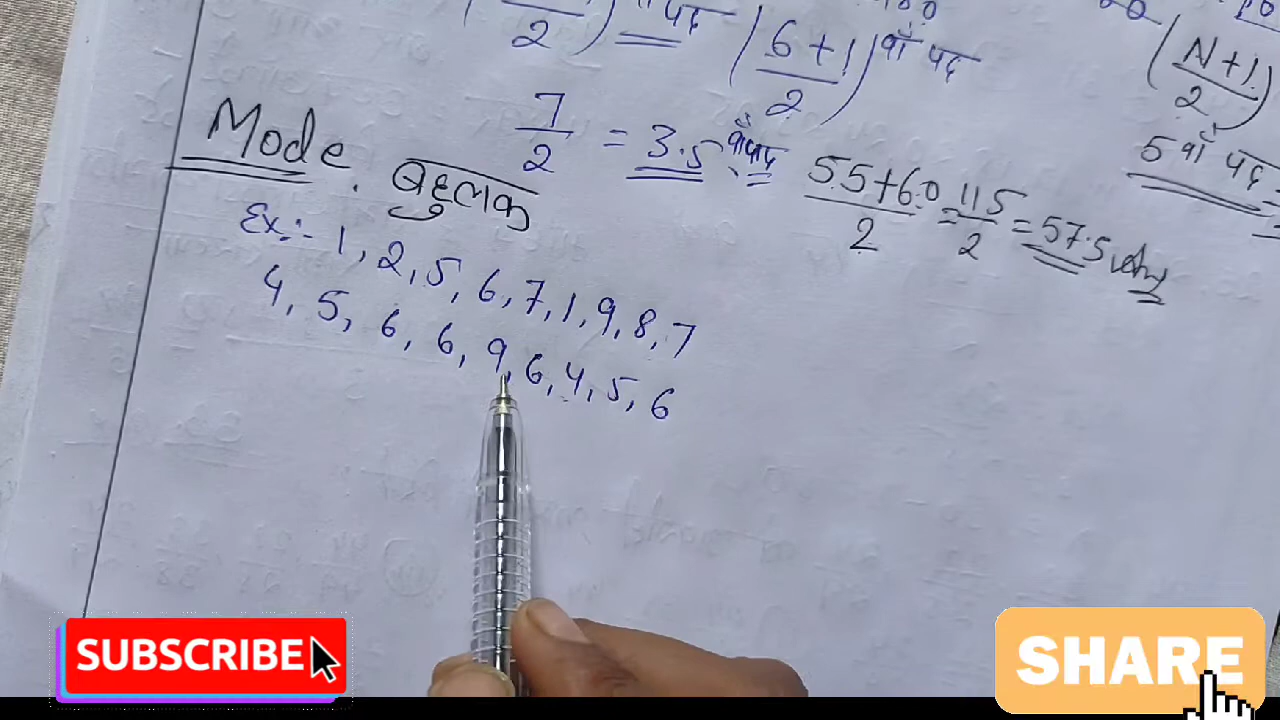 2
6 + 1
2
वाँ पद
N + 1
2
5 वाँ पद
7
2
= 3.5 वाँ पद
55 + 60
2
= 115
2
= 57.5 Ans
Mode. बहुलक
Ex:- 1, 2, 5, 6, 7, 1, 9, 8, 7
4, 5, 6, 6, 9, 6, 4, 5, 6
SUBSCRIBE
SHARE